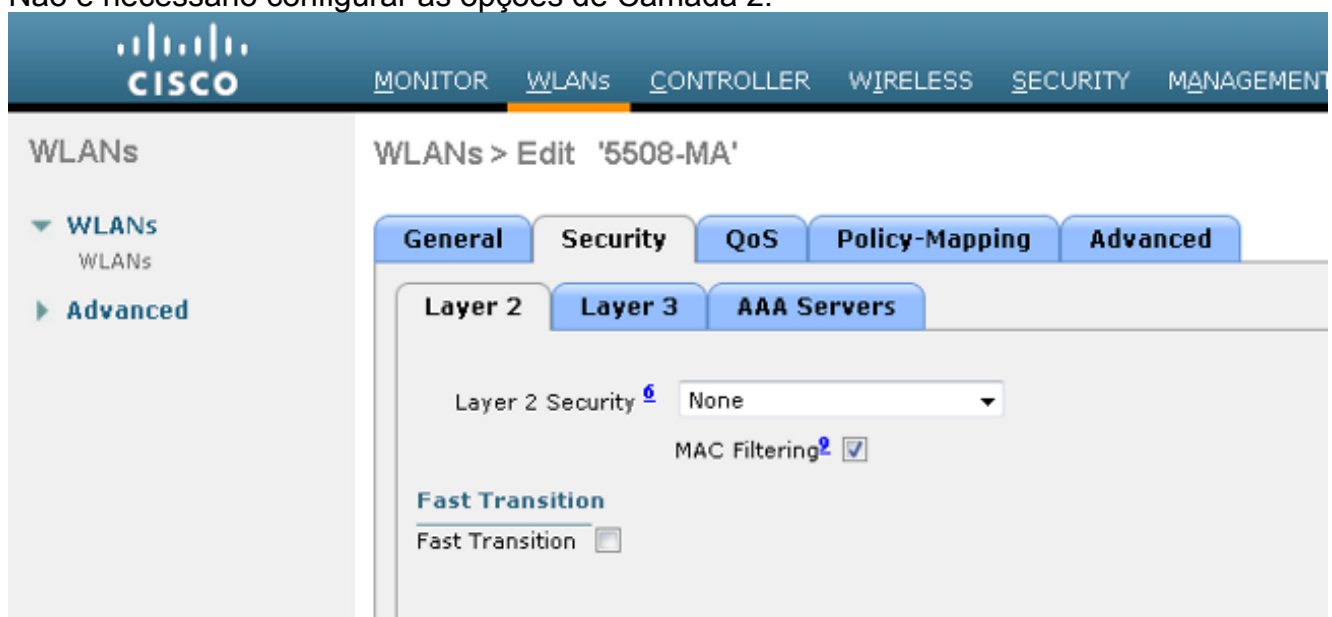 Não é necessário configurar as opções de Camada 2.
CISCO
MONITOR WLANs CONTROLLER WIRELESS SECURITY MANAGEMENT
WLANs
WLANs > Edit '5508-MA'
WLANs
WLANs
Advanced
General Security QoS Policy-Mapping Advanced
Layer 2 Layer 3 AAA Servers
Layer 2 Security 6 None
MAC Filtering 9
Fast Transition
Fast Transition